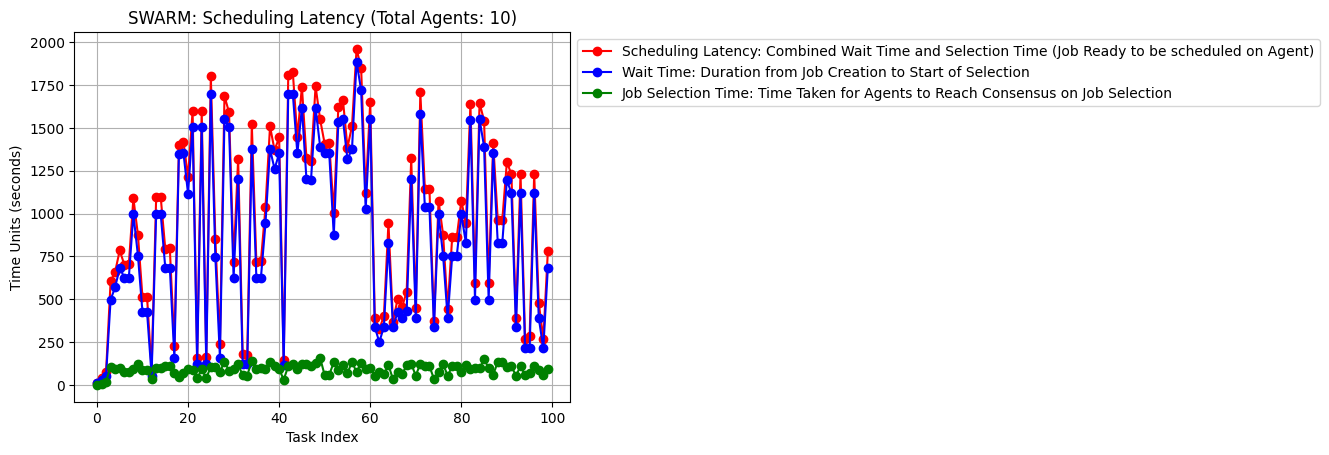 SWARM: Scheduling Latency (Total Agents: 10)
Scheduling Latency: Combined Wait Time and Selection Time (Job Ready to be scheduled on Agent)
Wait Time: Duration from Job Creation to Start of Selection
Job Selection Time: Time Taken for Agents to Reach Consensus on Job Selection
Time Units (seconds)
2000
1750
1500
1250
1000
750
500
250
0
0 20 40 60 80 100
Task Index